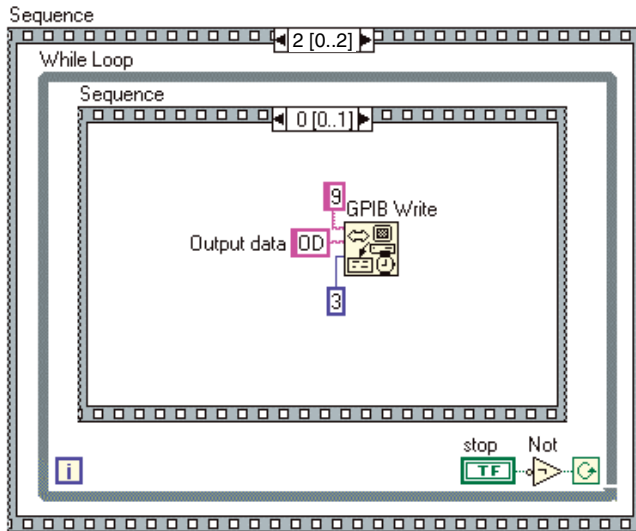 Sequence
2 [0..2]
While Loop
Sequence
0 [0..1]
9
GPIB Write
Output data OD
3
stop Not
i TF